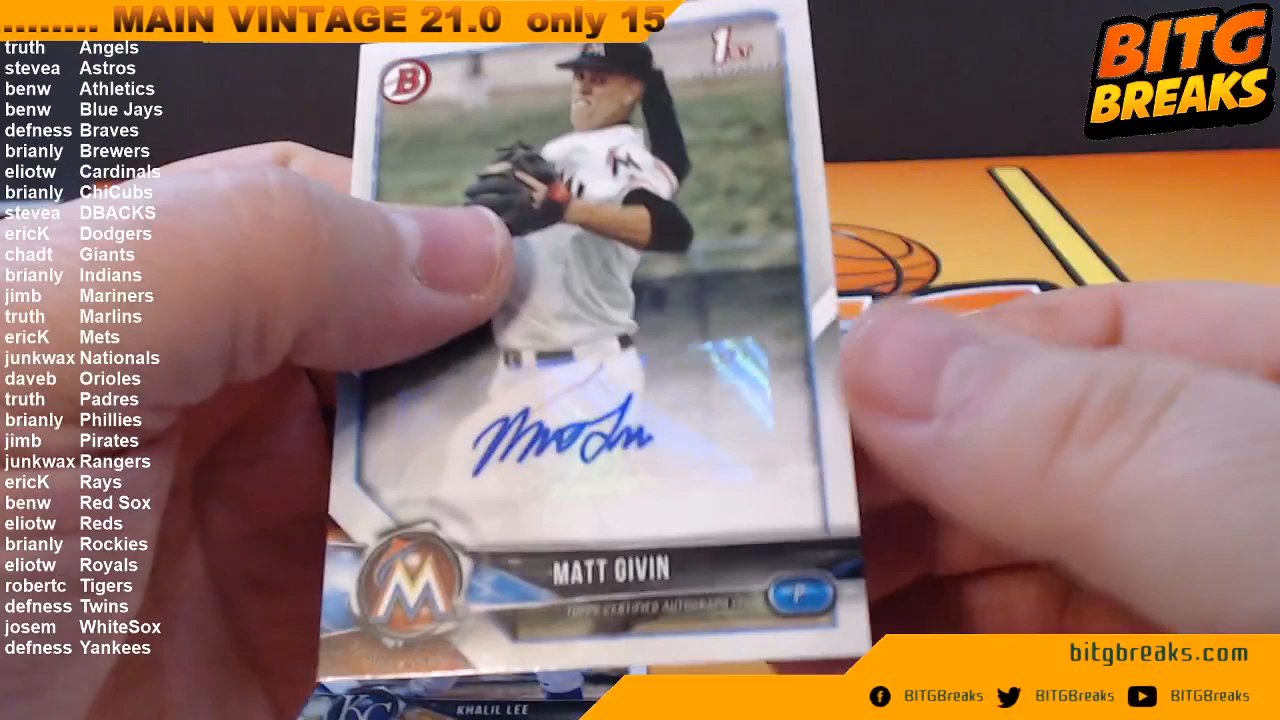 ........ MAIN VINTAGE 21.0 only 15
BITG
BREAKS
truth Angels
stevea Astros
benw Athletics
benw Blue Jays
defness Braves
brianly Brewers
eliotw Cardinals
brianly ChiCubs
stevea DBACKS
ericK Dodgers
chadt Giants
brianly Indians
jimb Mariners
truth Marlins
ericK Mets
junkwax Nationals
daveb Orioles
truth Padres
brianly Phillies
jimb Pirates
junkwax Rangers
ericK Rays
benw Red Sox
eliotw Reds
brianly Rockies
eliotw Royals
robertc Tigers
defness Twins
josem WhiteSox
defness Yankees
B
1st
M
M
MATT GIVIN
TOPPS CERTIFIED AUTOGRAPH
P
KC
KHALIL LEE
bitgbreaks.com
BITGBreaks BITGBreaks BITGBreaks